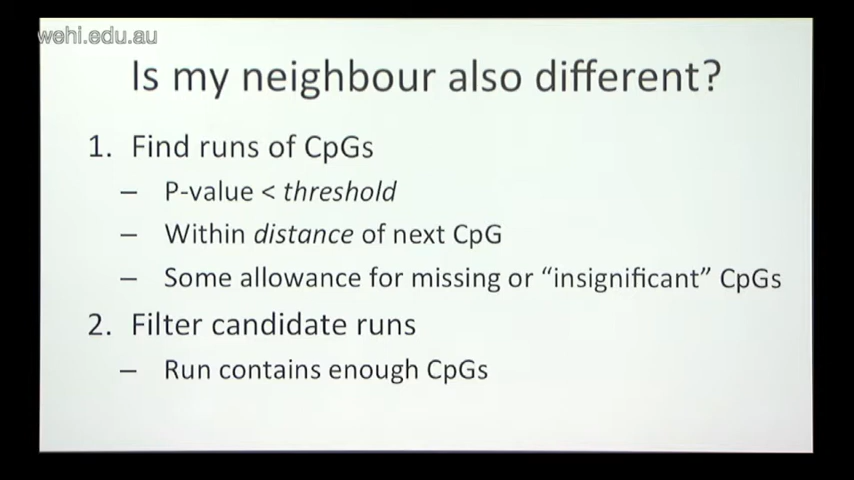 wehi.edu.au
Is my neighbour also different?
1. Find runs of CpGs
– P-value < threshold
– Within distance of next CpG
– Some allowance for missing or “insignificant” CpGs
2. Filter candidate runs
– Run contains enough CpGs